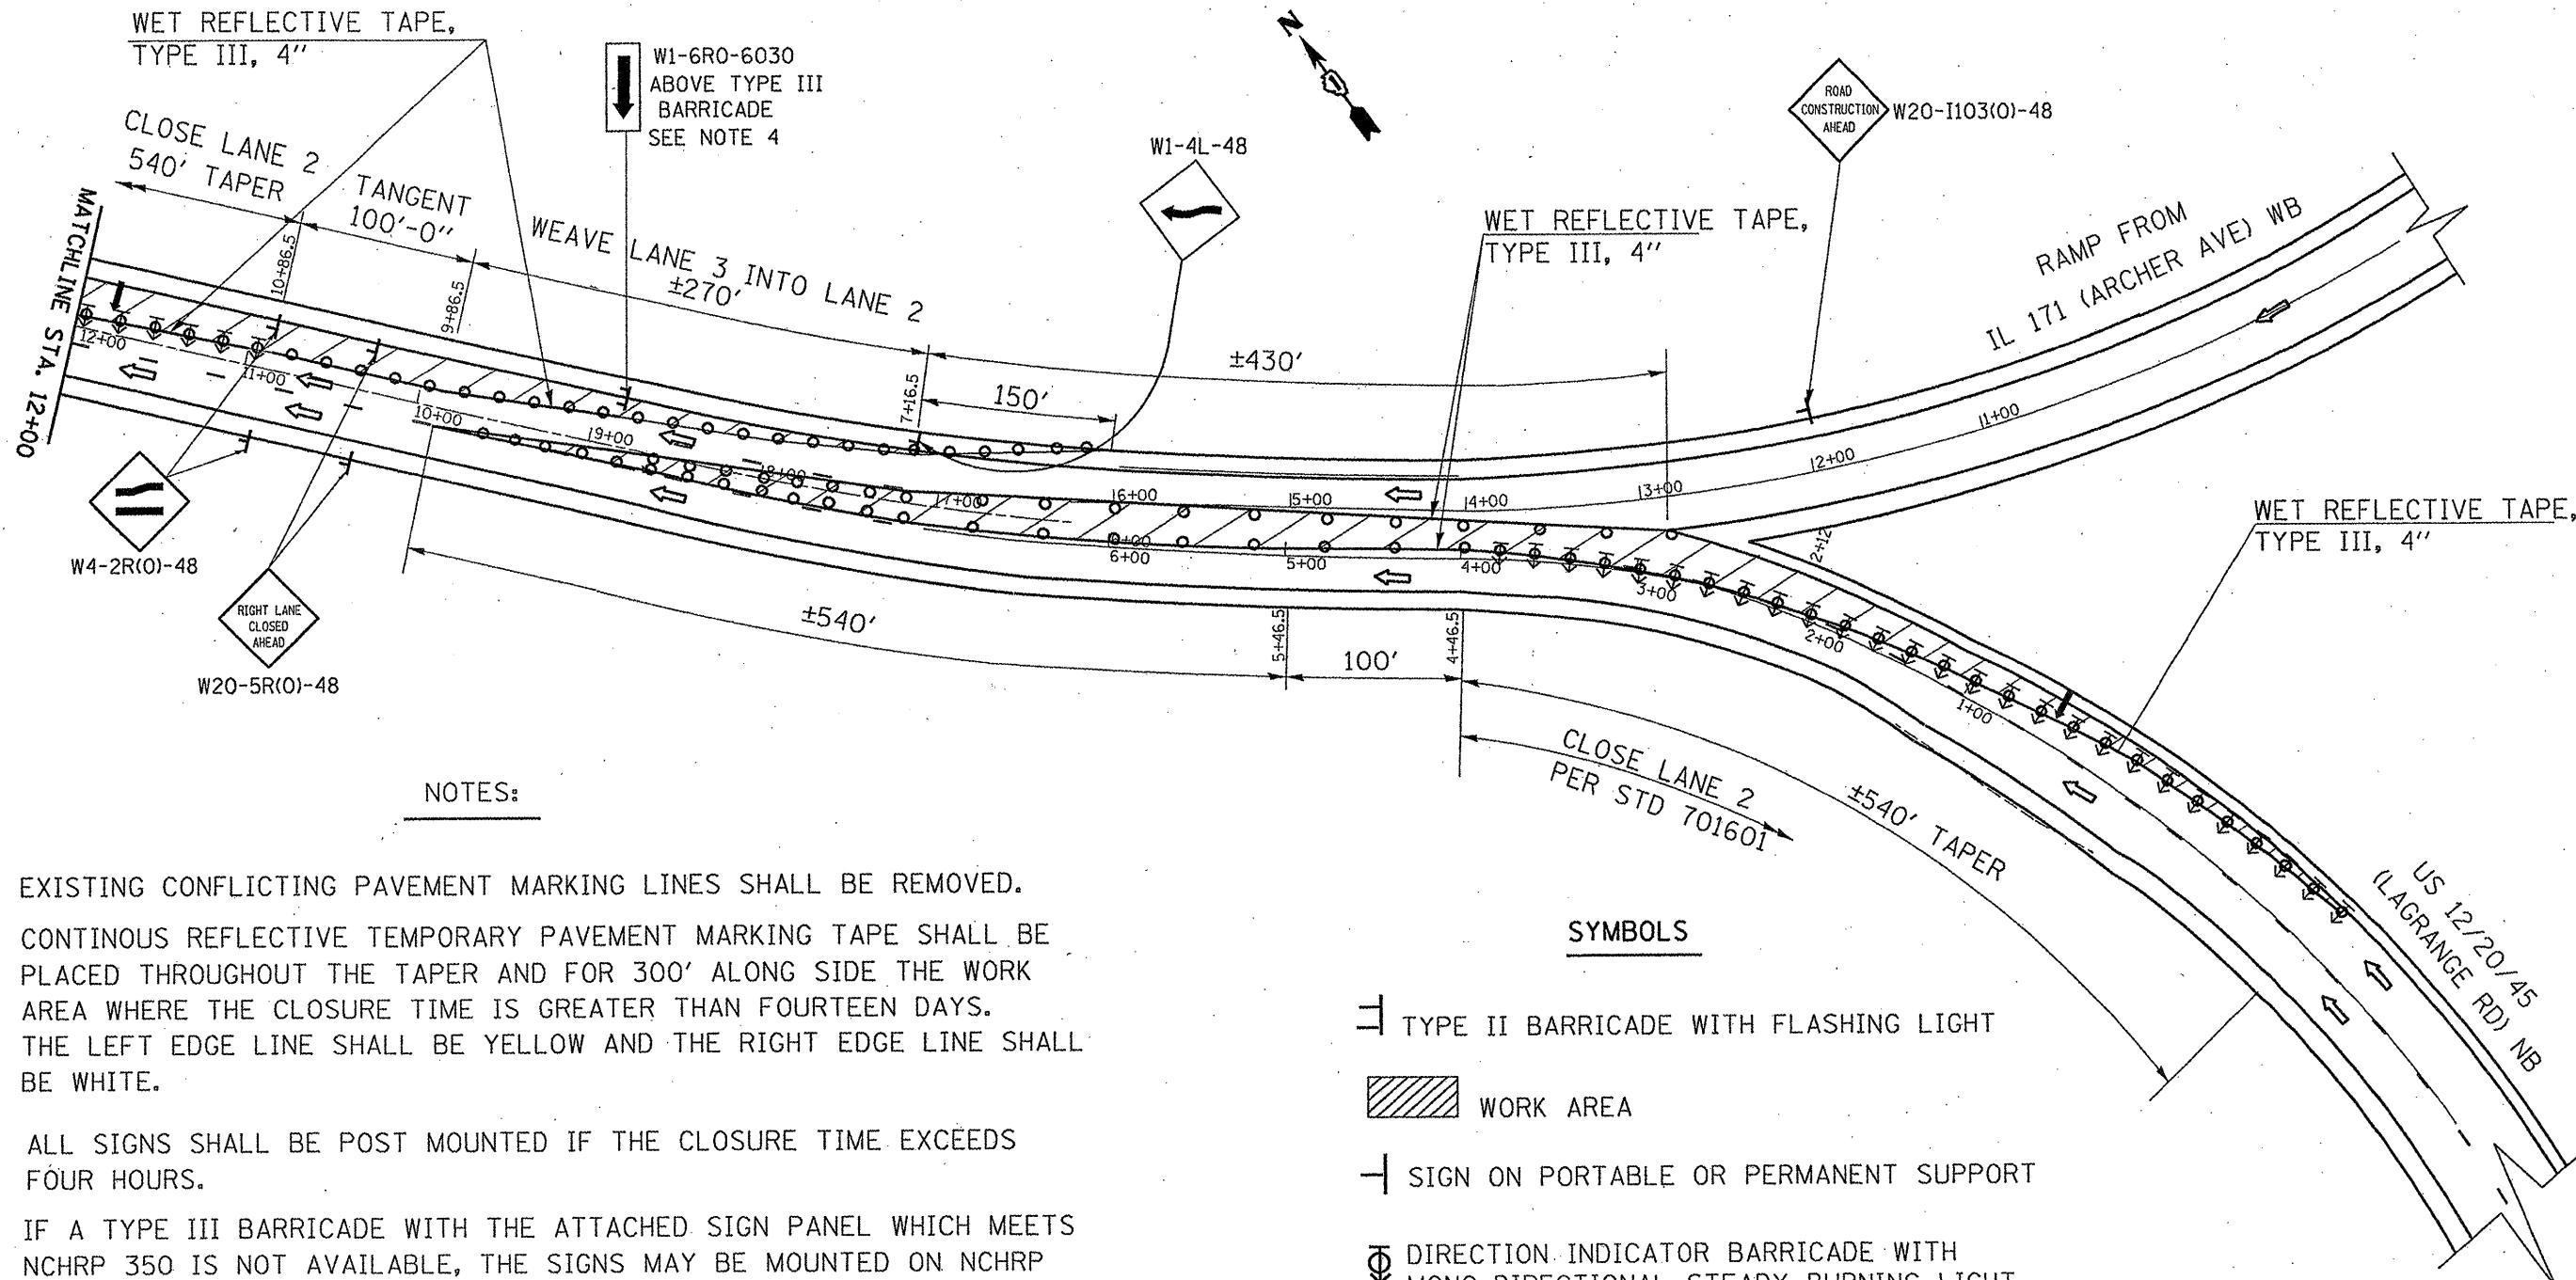 WET REFLECTIVE TAPE,
TYPE III, 4"
W1-6RO-6030
ABOVE TYPE III
BARRICADE
SEE NOTE 4
N
CLOSE LANE 2
540' TAPER
TANGENT
100'-0"
WEAVE LANE 3 INTO LANE 2
±270'
W1-4L-48
ROAD
CONSTRUCTION
AHEAD
W20-I103(O)-48
WET REFLECTIVE TAPE,
TYPE III, 4"
RAMP FROM
IL 171 (ARCHER AVE) WB
MATCHLINE STA. 12+00
10+86.5
9+86.5
7+16.5
±430'
150'
12+00
11+00
10+00
19+00
18+00
17+00
16+00
15+00
14+00
13+00
12+00
11+00
6+00
5+00
4+00
3+00
2+00
1+00
2+12
WET REFLECTIVE TAPE,
TYPE III, 4"
W4-2R(O)-48
RIGHT LANE
CLOSED
AHEAD
W20-5R(O)-48
±540'
5+46.5
100'
4+46.5
CLOSE LANE 2
PER STD 701601
±540' TAPER
US 12/20/45
(LAGRANGE RD) NB
NOTES:
EXISTING CONFLICTING PAVEMENT MARKING LINES SHALL BE REMOVED.
CONTINOUS REFLECTIVE TEMPORARY PAVEMENT MARKING TAPE SHALL BE
PLACED THROUGHOUT THE TAPER AND FOR 300' ALONG SIDE THE WORK
AREA WHERE THE CLOSURE TIME IS GREATER THAN FOURTEEN DAYS.
THE LEFT EDGE LINE SHALL BE YELLOW AND THE RIGHT EDGE LINE SHALL
BE WHITE.
ALL SIGNS SHALL BE POST MOUNTED IF THE CLOSURE TIME EXCEEDS
FOUR HOURS.
IF A TYPE III BARRICADE WITH THE ATTACHED SIGN PANEL WHICH MEETS
NCHRP 350 IS NOT AVAILABLE, THE SIGNS MAY BE MOUNTED ON NCHRP
SYMBOLS
TYPE II BARRICADE WITH FLASHING LIGHT
WORK AREA
SIGN ON PORTABLE OR PERMANENT SUPPORT
DIRECTION INDICATOR BARRICADE WITH
MONO-DIRECTIONAL STEADY BURNING LIGHT